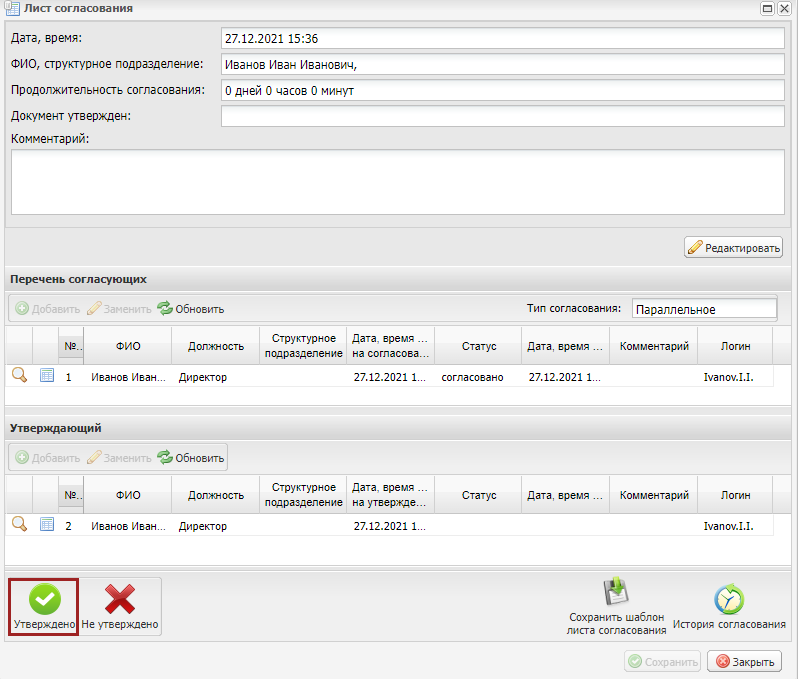 Лист согласования
Дата, время: 27.12.2021 15:36
ФИО, структурное подразделение: Иванов Иван Иванович,
Продолжительность согласования: 0 дней 0 часов 0 минут
Документ утвержден:
Комментарий:
Редактировать
Перечень согласующих
Добавить Заменить Обновить Тип согласования: Параллельное
№.. ФИО Должность Структурное подразделение Дата, время ... на согласова... Статус Дата, время ... Комментарий Логин
1 Иванов Иван... Директор 27.12.2021 1... согласовано 27.12.2021 1... Ivanov.I.I.
Утверждающий
Добавить Заменить Обновить
№.. ФИО Должность Структурное подразделение Дата, время ... на утвержде... Статус Дата, время ... Комментарий Логин
2 Иванов Иван... Директор 27.12.2021 1... Ivanov.I.I.
Утверждено Не утверждено Сохранить шаблон листа согласования История согласования
Сохранить Закрыть